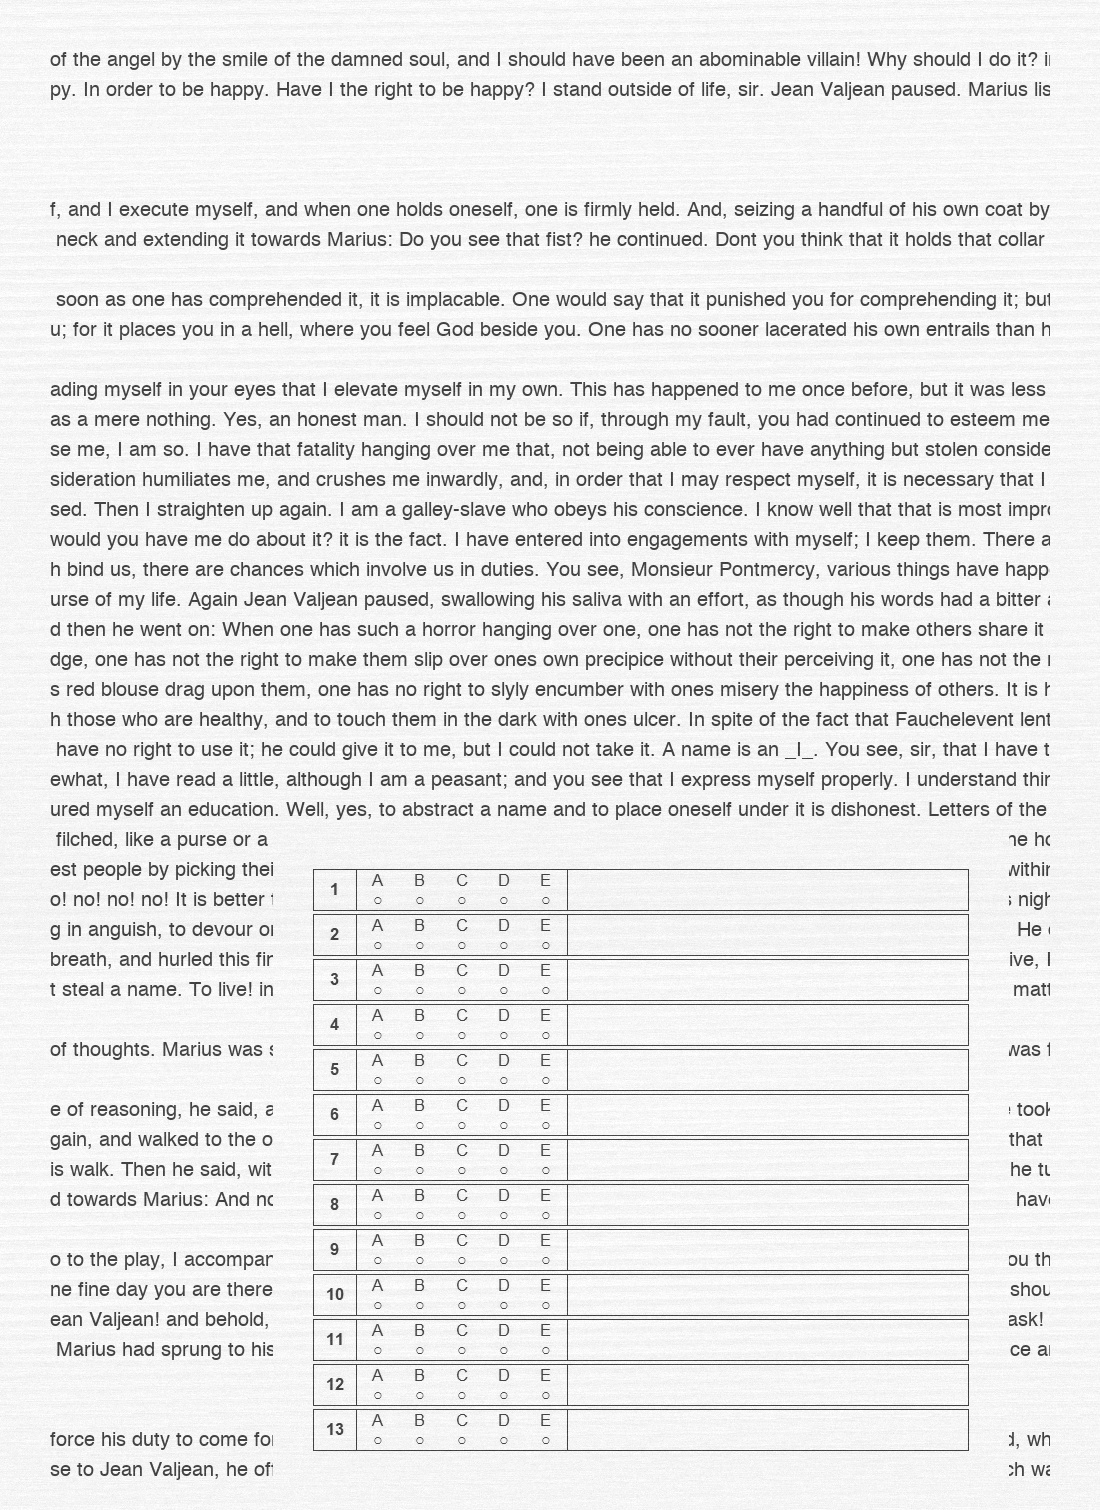 of the angel by the smile of the damned soul, and I should have been an abominable villain! Why should I do it? i
py. In order to be happy. Have I the right to be happy? I stand outside of life, sir. Jean Valjean paused. Marius lis
f, and I execute myself, and when one holds oneself, one is firmly held. And, seizing a handful of his own coat by
neck and extending it towards Marius: Do you see that fist? he continued. Dont you think that it holds that collar
soon as one has comprehended it, it is implacable. One would say that it punished you for comprehending it; but
u; for it places you in a hell, where you feel God beside you. One has no sooner lacerated his own entrails than h
ading myself in your eyes that I elevate myself in my own. This has happened to me once before, but it was less
as a mere nothing. Yes, an honest man. I should not be so if, through my fault, you had continued to esteem me
se me, I am so. I have that fatality hanging over me that, not being able to ever have anything but stolen conside
sideration humiliates me, and crushes me inwardly, and, in order that I may respect myself, it is necessary that I
sed. Then I straighten up again. I am a galley-slave who obeys his conscience. I know well that that is most impr
would you have me do about it? it is the fact. I have entered into engagements with myself; I keep them. There a
h bind us, there are chances which involve us in duties. You see, Monsieur Pontmercy, various things have happ
urse of my life. Again Jean Valjean paused, swallowing his saliva with an effort, as though his words had a bitter
d then he went on: When one has such a horror hanging over one, one has not the right to make others share it
dge, one has not the right to make them slip over ones own precipice without their perceiving it, one has not the
s red blouse drag upon them, one has no right to slyly encumber with ones misery the happiness of others. It is h
h those who are healthy, and to touch them in the dark with ones ulcer. In spite of the fact that Fauchelevent lent
have no right to use it; he could give it to me, but I could not take it. A name is an _I_. You see, sir, that I have t
ewhat, I have read a little, although I am a peasant; and you see that I express myself properly. I understand thin
ured myself an education. Well, yes, to abstract a name and to place oneself under it is dishonest. Letters of the
filched, like a purse or a he ho
est people by picking thei within
o! no! no! no! It is better nigh
g in anguish, to devour o He
breath, and hurled this fir ive, I
t steal a name. To live! in matt
of thoughts. Marius was was f
e of reasoning, he said, a took
gain, and walked to the o that
is walk. Then he said, wit he tu
d towards Marius: And no have
o to the play, I accompan ou th
ne fine day you are there shou
ean Valjean! and behold, ask!
Marius had sprung to his ce a
force his duty to come for d, wh
se to Jean Valjean, he of ch wa
1 A B C D E
2 A B C D E
3 A B C D E
4 A B C D E
5 A B C D E
6 A B C D E
7 A B C D E
8 A B C D E
9 A B C D E
10 A B C D E
11 A B C D E
12 A B C D E
13 A B C D E